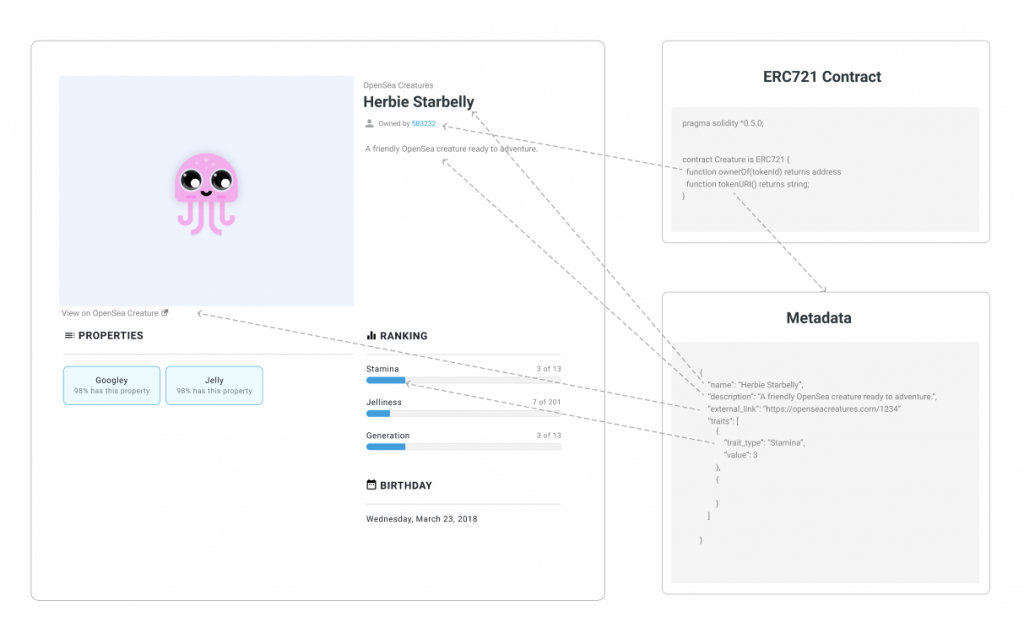 OpenSea Creatures
Herbie Starbelly
Owned by 583232
A friendly OpenSea creature ready to adventure.
View on OpenSea Creature
PROPERTIES
Googley
98% has this property
Jelly
98% has this property
RANKING
Stamina 3 of 13
Jelliness 7 of 201
Generation 3 of 13
BIRTHDAY
Wednesday, March 23, 2018
ERC721 Contract
pragma solidity ^0.5.0;
contract Creature is ERC721 {
function ownerOf(tokenId) returns address
function tokenURI() returns string;
}
Metadata
{
"name": "Herbie Starbelly",
"description": "A friendly OpenSea creature ready to adventure.",
"external_link": "https://openseacreatures.com/1234"
"traits": [
{
"trait_type": "Stamina",
"value": 3
},
{
}
]
}